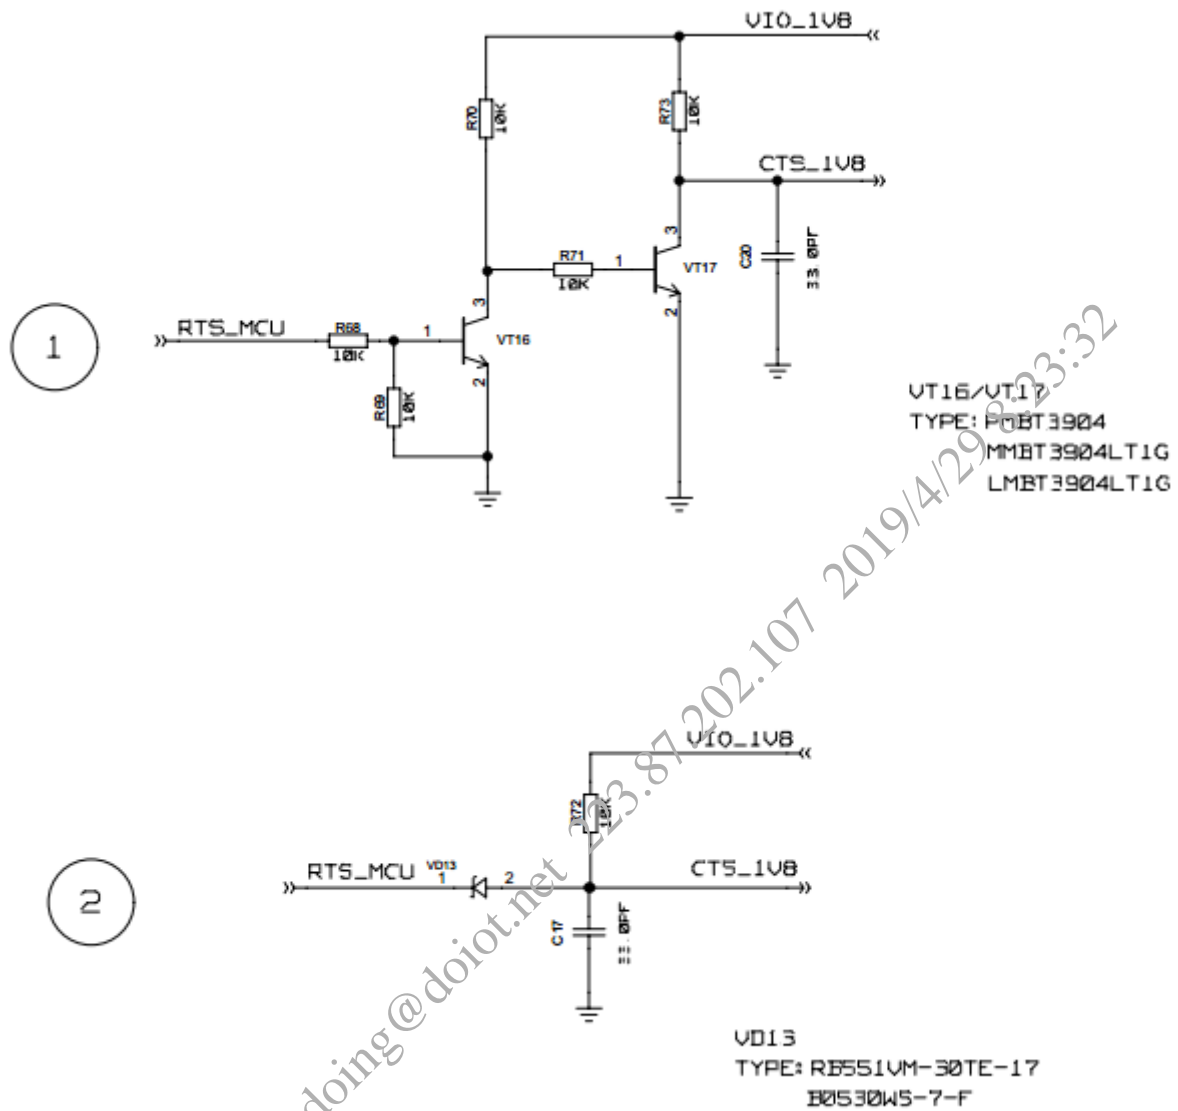 VIO_1V8
R70
10K
R73
10K
CTS_1V8
3
R71
1
10K
VT17
2
C20
33.0PF
1
RTS_MCU
R68
10K
1
3
VT16
2
R69
10K
VT16/VT17
TYPE: PMBT3904
MMBT3904LT1G
LMBT3904LT1G
VIO_1V8
R72
10K
2
RTS_MCU
VD13
1
2
CTS_1V8
C17
33.0PF
VD13
TYPE: RB551VM-30TE-17
B0530WS-7-F
doing@doiot.net 223.87.202.107 2019/4/29 8:23:32